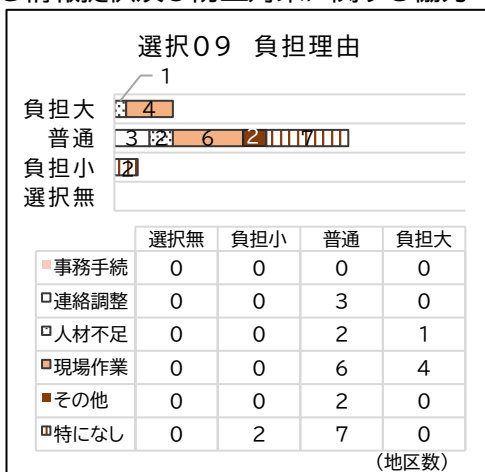 選択09 負担理由
1
負担大 4
普通 3 2 6 2 7
負担小 2
選択無
選択無 負担小 普通 負担大
事務手続 0 0 0 0
連絡調整 0 0 3 0
人材不足 0 0 2 1
現場作業 0 0 6 4
その他 0 0 2 0
特になし 0 2 7 0
(地区数)